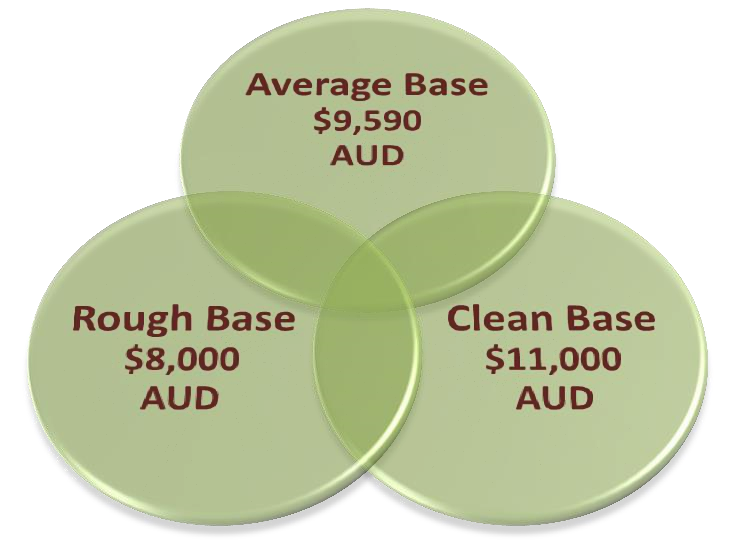 Average Base
$9,590
AUD
Rough Base
$8,000
AUD
Clean Base
$11,000
AUD